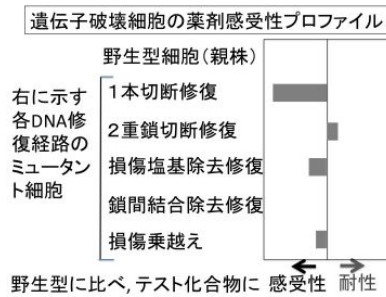 遺伝子破壊細胞の薬剤感受性プロファイル
野生型細胞（親株）
右に示す
各DNA修
復経路の
ミュータン
ト細胞
1本切断修復
2重鎖切断修復
損傷塩基除去修復
鎖間結合除去修復
損傷乗越え
野生型に比べ, テスト化合物に 感受性 耐性